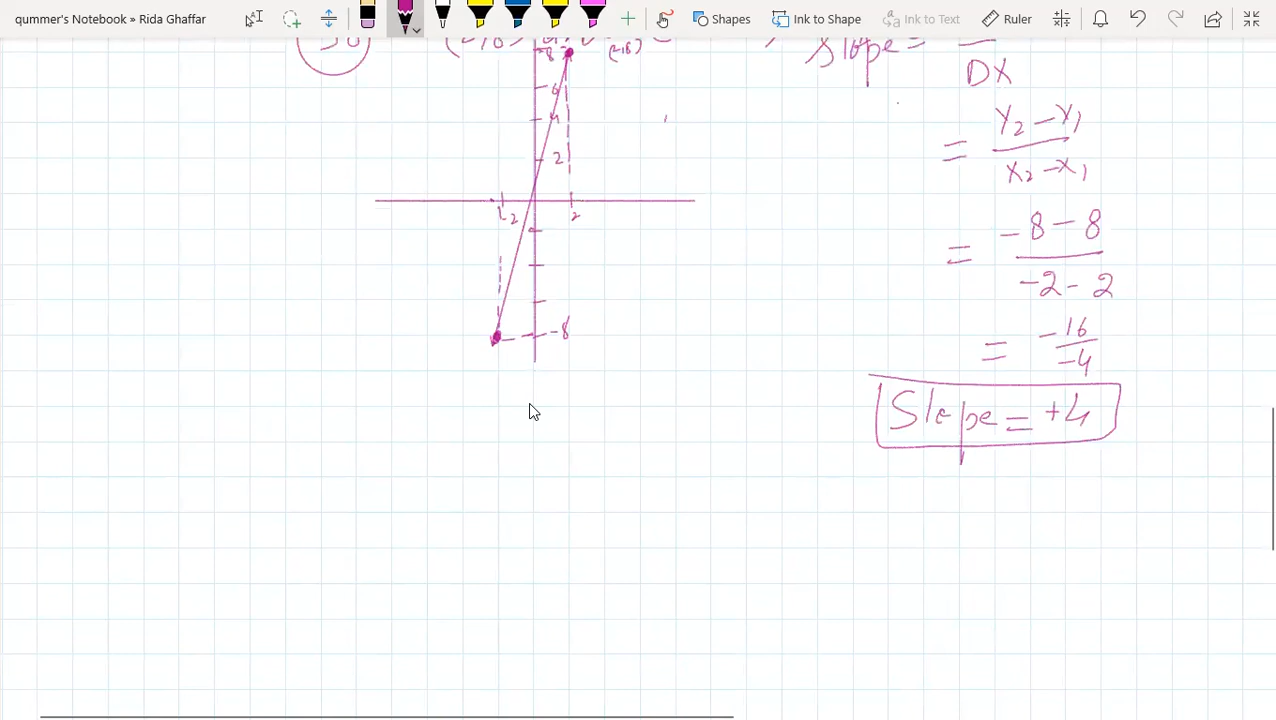 qummer's Notebook » Rida Ghaffar
Shapes
Ink to Shape
Ink to Text
Ruler
Slope =
DX
8
6
4
2
2
2
-8
= Y2 - Y1
X2 - X1
= -8 - 8
-2 - 2
= -16
-4
Slope = +4